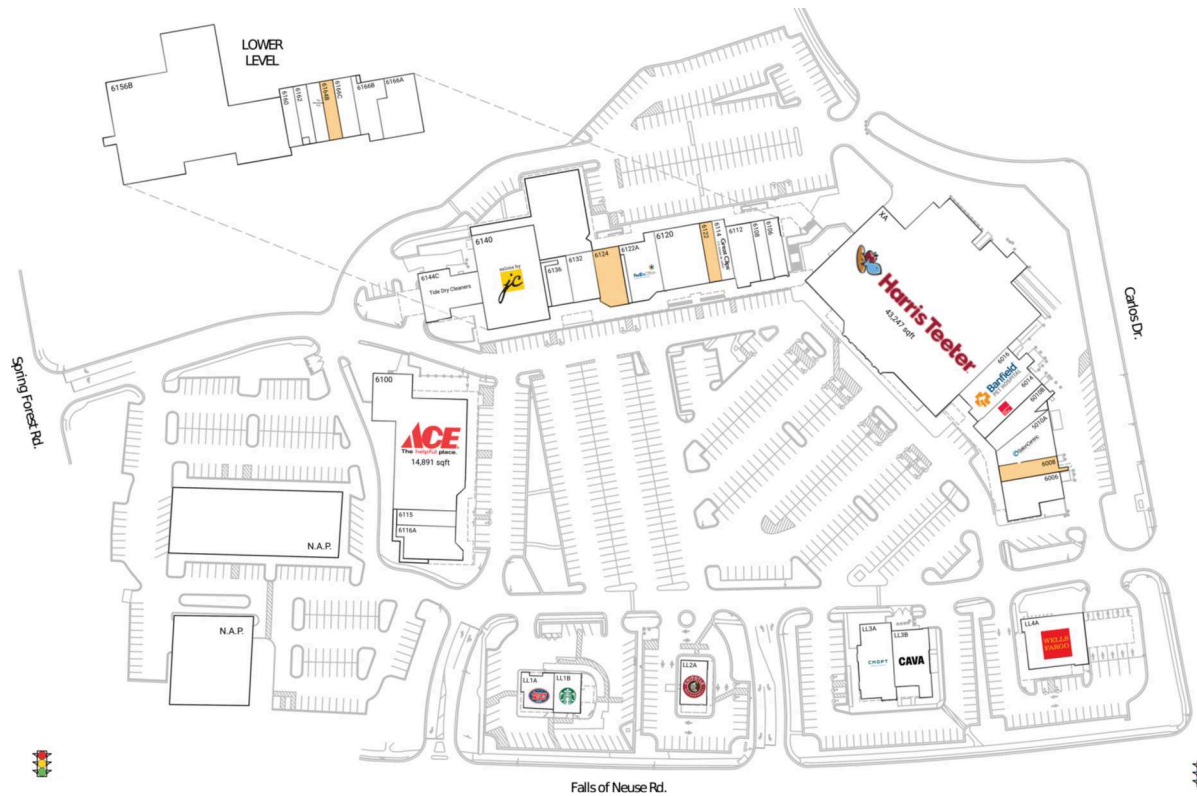 LOWER
LEVEL
6156B
6160
6162
6164B
6166C
6166B
6166A
XA
Harris Teeter
43,247 sqft
6140
jc
6144C
Tide Dry Cleaners
6136
6132
6124
6122A
FedEx Office
6120
6122
6114
Great Clips
6112
6108
6106
Carlos Dr.
Spring Forest Rd.
6100
ACE
The helpful place.
14,891 sqft
6115
6116A
6016
Banfield
PET HOSPITAL
6014
6010B
6008
6006
N.A.P.
N.A.P.
LL1A
LL1B
LL2A
LL3A
CHOPT
LL3B
CAVA
LL4A
WELLS
FARGO
Falls of Neuse Rd.